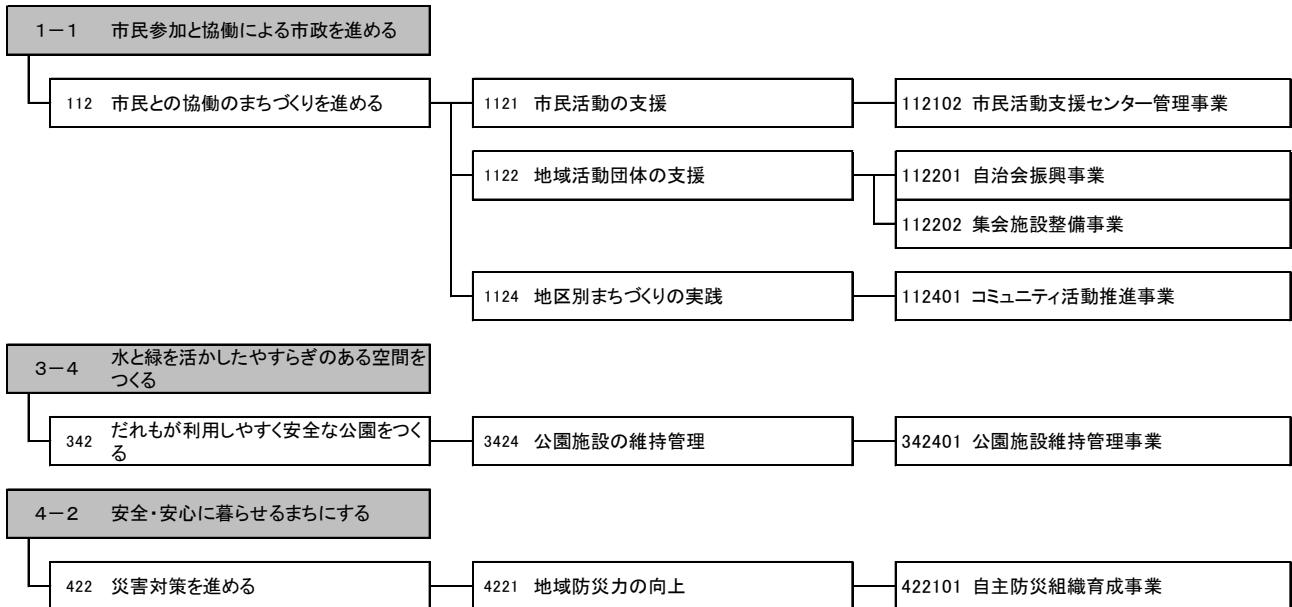 1－1 市民参加と協働による市政を進める
112 市民との協働のまちづくりを進める 1121 市民活動の支援 112102 市民活動支援センター管理事業
1122 地域活動団体の支援 112201 自治会振興事業
112202 集会施設整備事業
1124 地区別まちづくりの実践 112401 コミュニティ活動推進事業
3－4 水と緑を活かしたやすらぎのある空間を
つくる
342 だれもが利用しやすく安全な公園をつく
る
3424 公園施設の維持管理 342401 公園施設維持管理事業
4－2 安全・安心に暮らせるまちにする
422 災害対策を進める 4221 地域防災力の向上 422101 自主防災組織育成事業